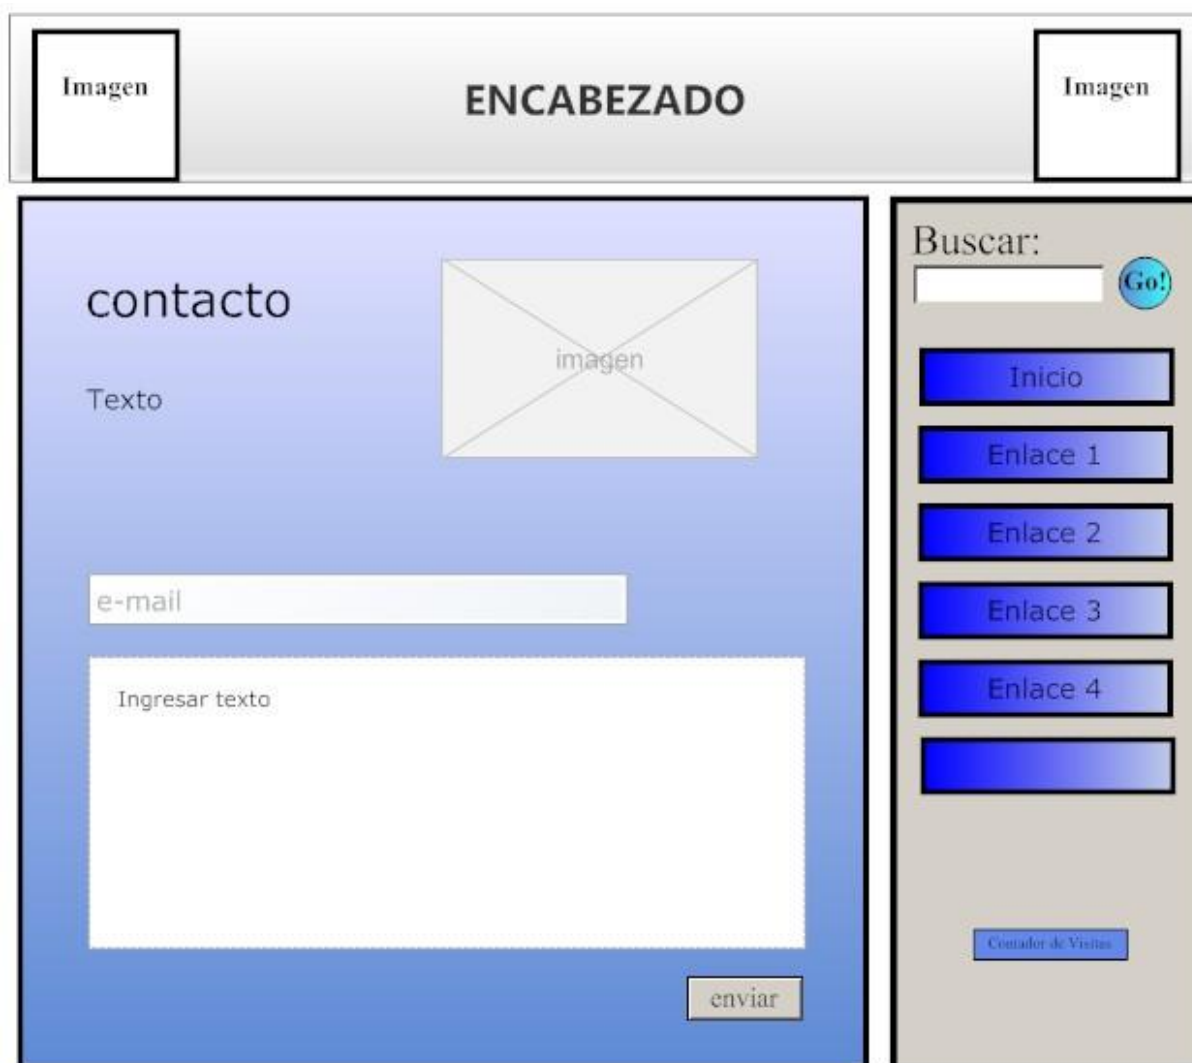 Imagen
ENCABEZADO
Imagen
contacto
imagen
Texto
e-mail
Ingresar texto
enviar
Buscar:
Go!
Inicio
Enlace 1
Enlace 2
Enlace 3
Enlace 4
Contador de Visitas